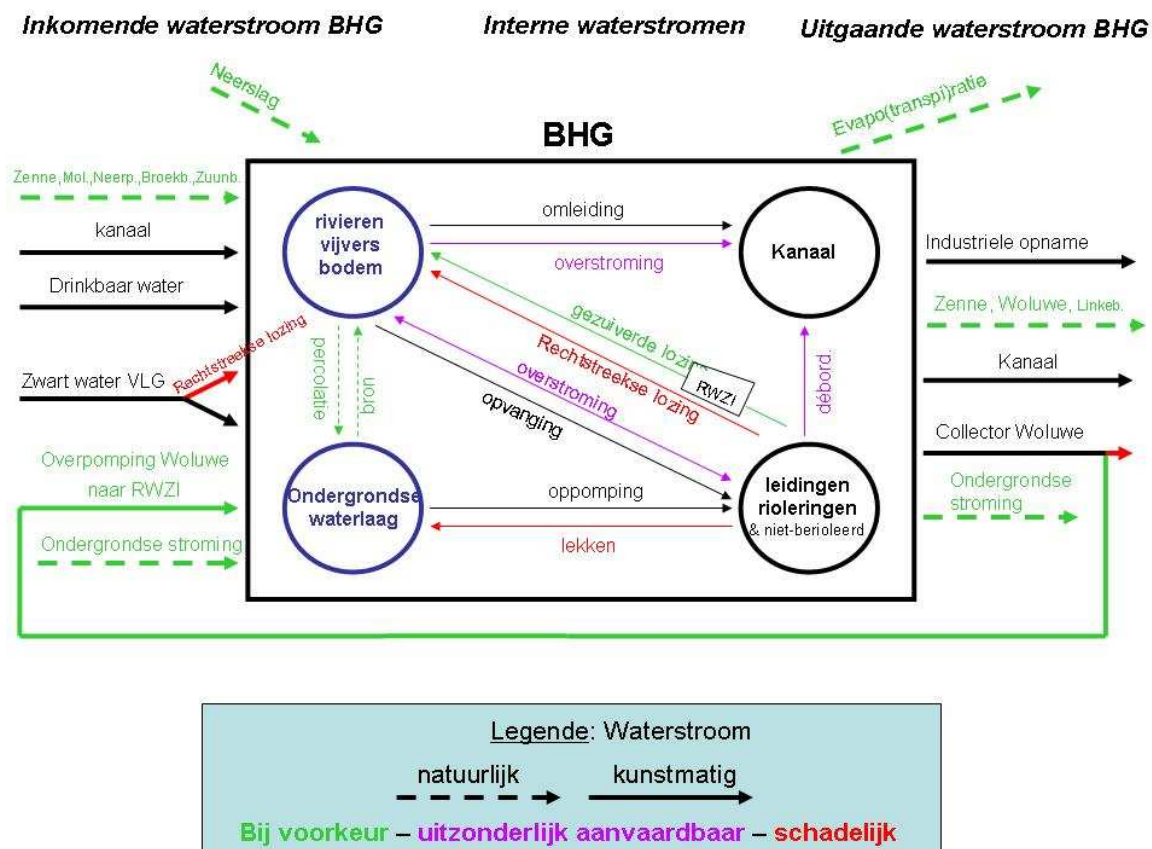 Inkomende waterstroom BHG
Interne waterstromen
Uitgaande waterstroom BHG
Neerslag
Evapo(transpi)ratie
BHG
Zenne,Mol.,Neerp.,Broekb.,Zuunb.
kanaal
Drinkbaar water
Rechtstreekse lozing
Zwart water VLG
Overpomping Woluwe
naar RWZI
Ondergrondse stroming
rivieren
vijvers
bodem
omleiding
overstroming
Kanaal
percolatie
bron
gezuiverde lozing
Rechtstreekse lozing
RWZI
overstroming
opvanging
débord.
Ondergrondse
waterlaag
oppomping
lekken
leidingen
rioleringen
& niet-berioleerd
Industriele opname
Zenne, Woluwe, Linkeb.
Kanaal
Collector Woluwe
Ondergrondse
stroming
Legende: Waterstroom
natuurlijk
kunstmatig
Bij voorkeur – uitzonderlijk aanvaardbaar – schadelijk